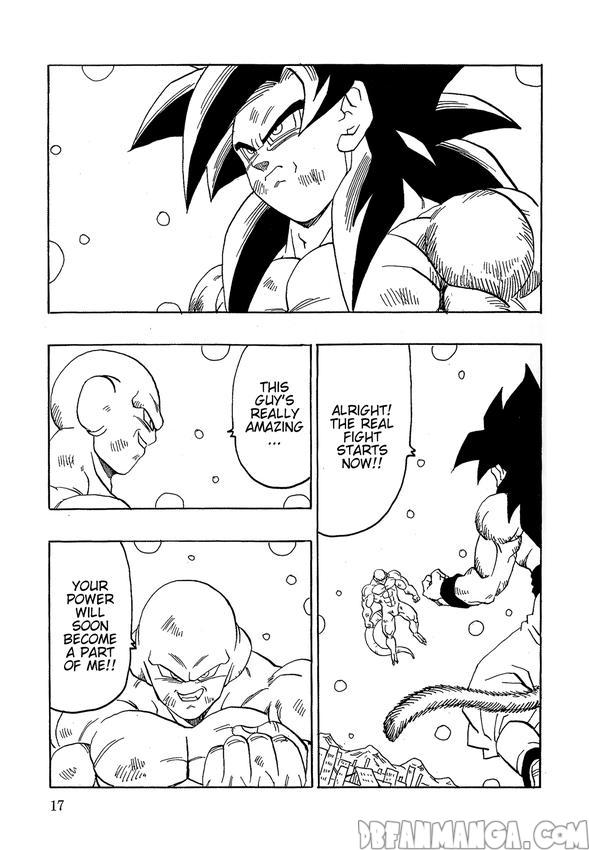 ALRIGHT!
THE REAL
FIGHT
STARTS
NOW!!
THIS
GUY'S
REALLY
AMAZING
...
YOUR
POWER
WILL
SOON
BECOME
A PART
OF ME!!
17
DBFANMANGA.COM